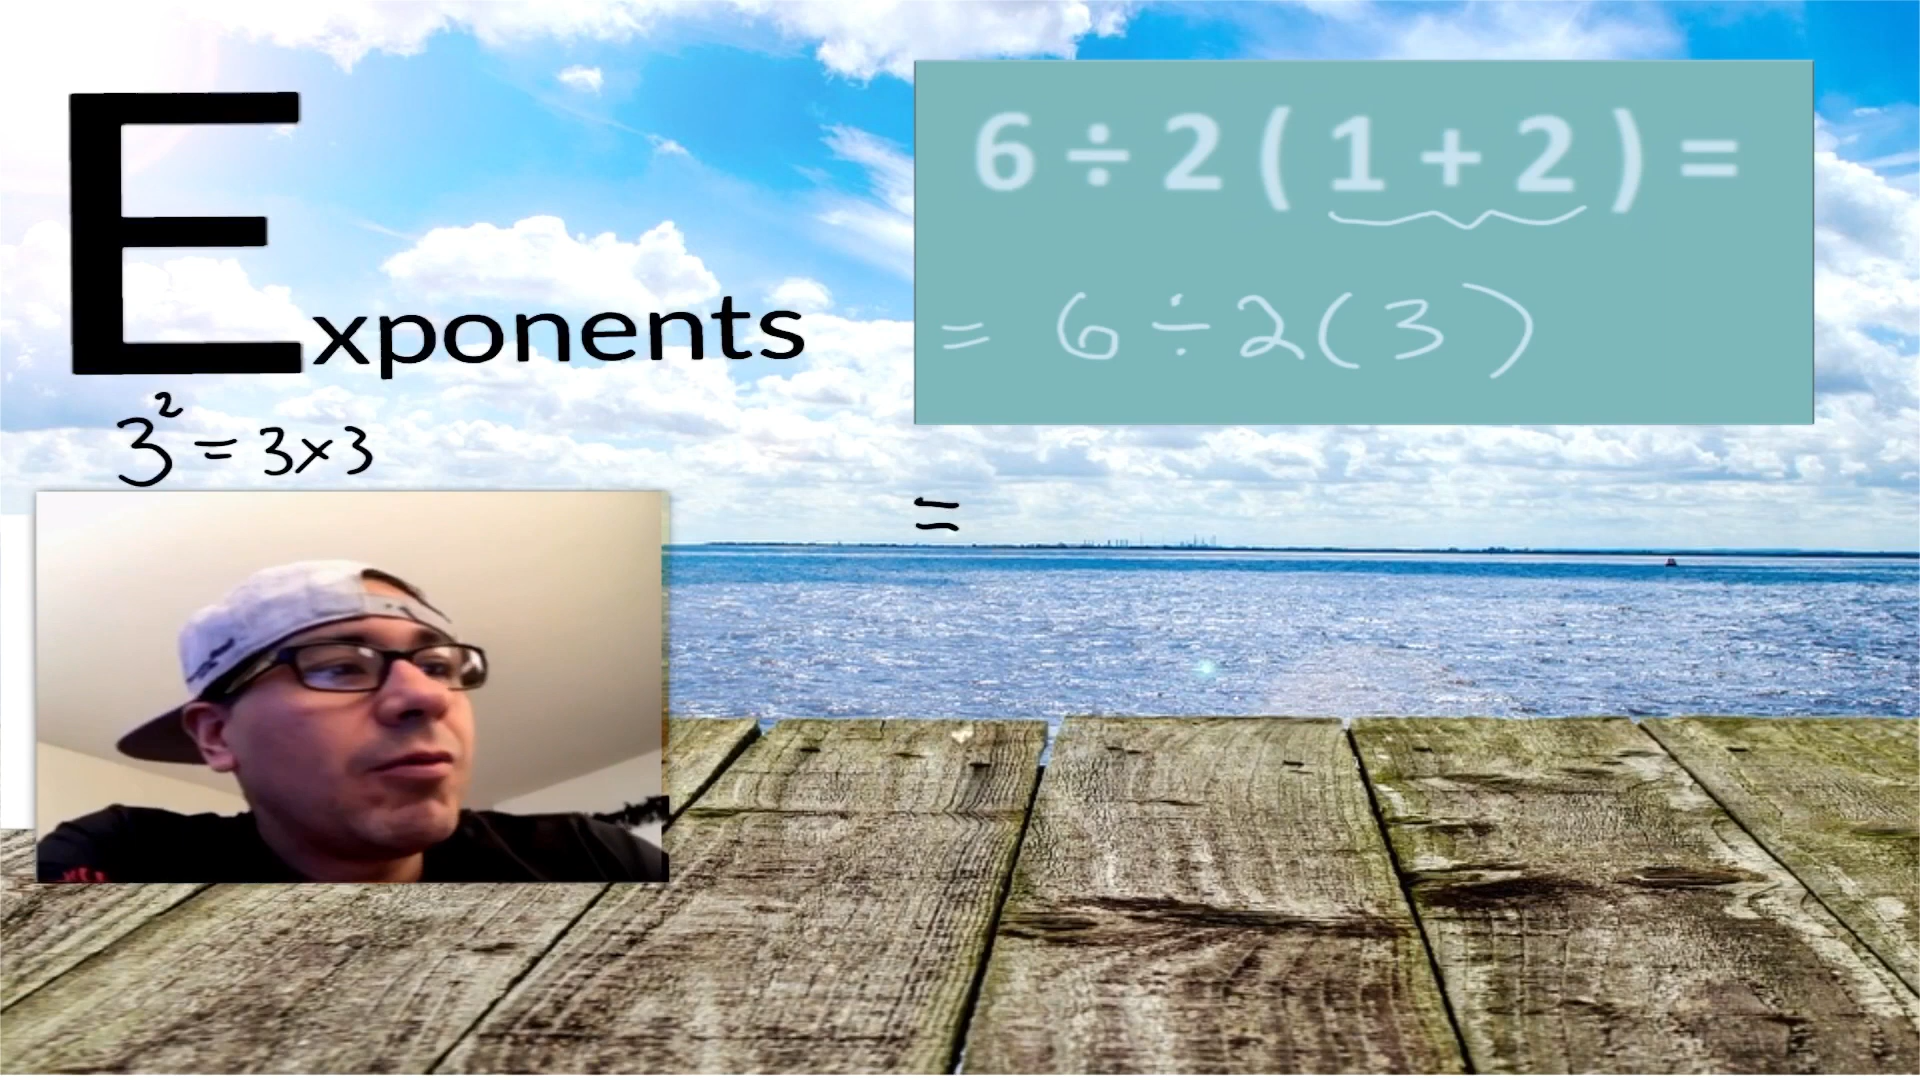 Exponents
3² = 3×3
6 ÷ 2 ( 1 + 2 ) =
= 6 ÷ 2 ( 3 )
=